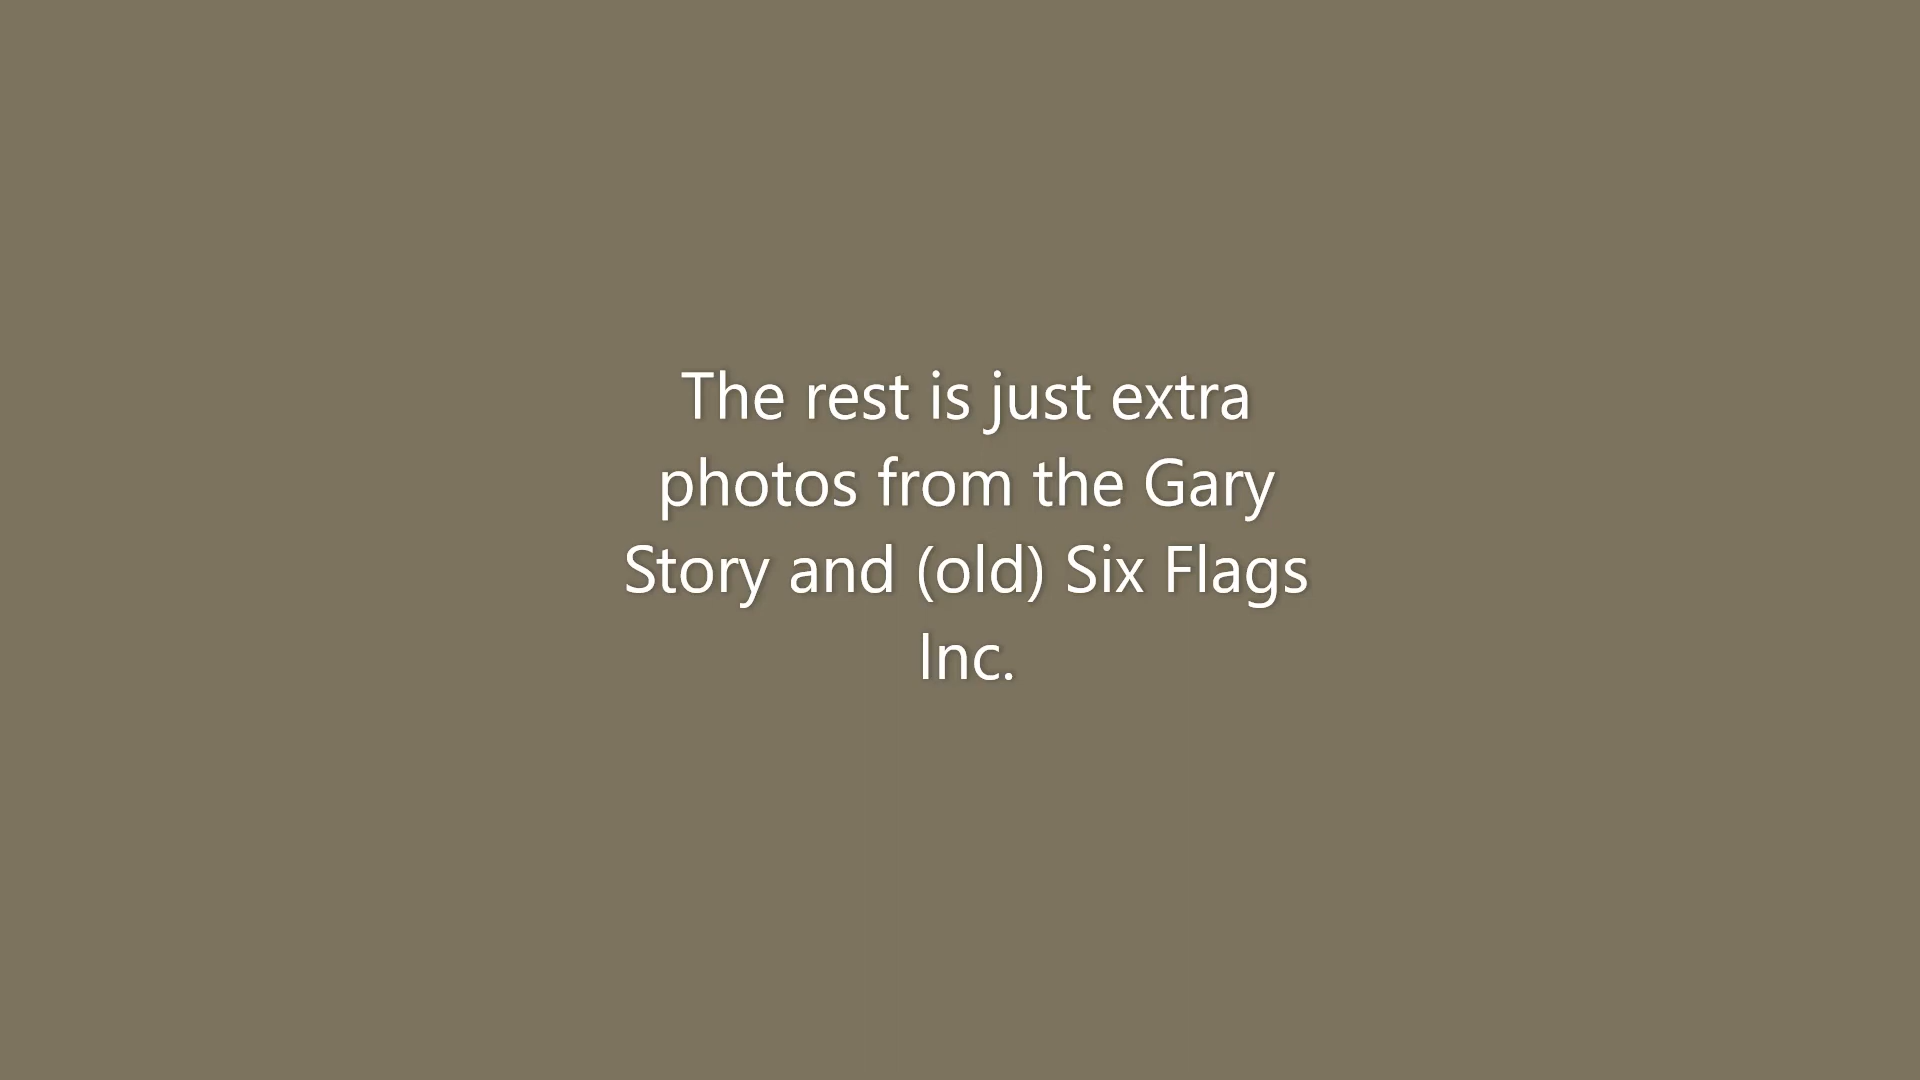 The rest is just extra
photos from the Gary
Story and (old) Six Flags
Inc.